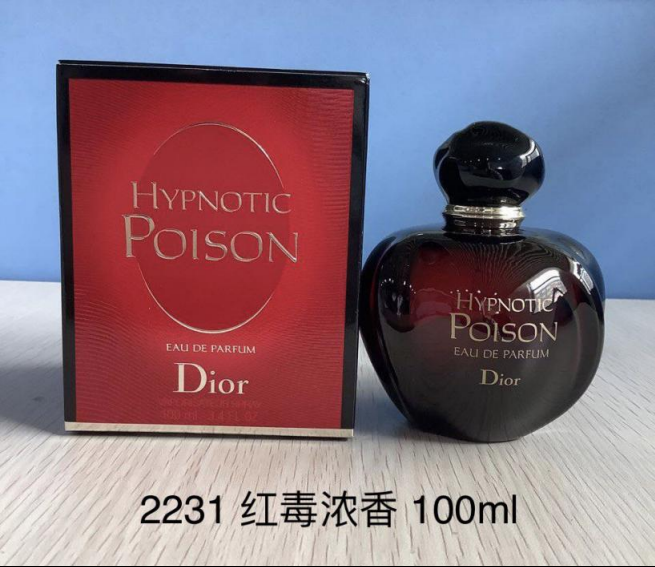 HYPNOTIC
POISON
EAU DE PARFUM
Dior
HYPNOTIC
POISON
EAU DE PARFUM
Dior
2231 红毒浓香 100ml